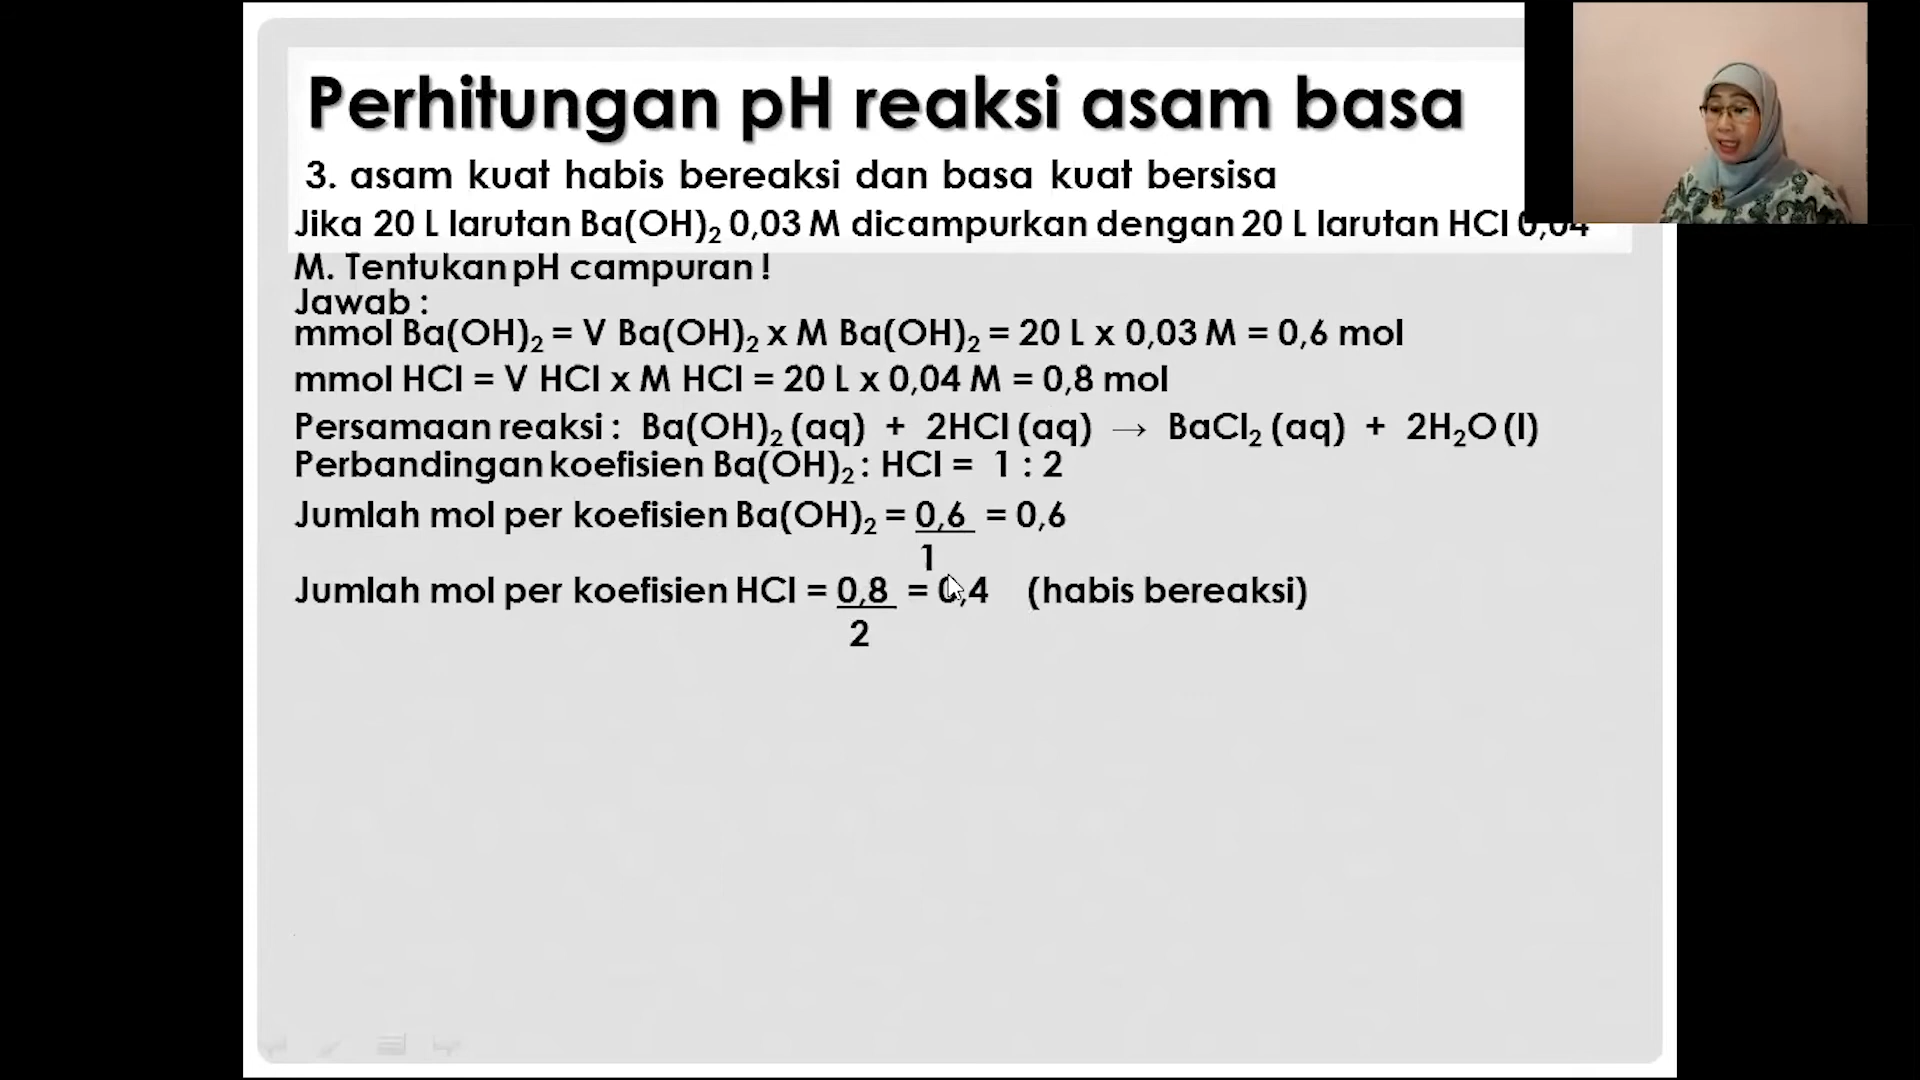 Perhitungan pH reaksi asam basa
3. asam kuat habis bereaksi dan basa kuat bersisa
Jika 20 L larutan Ba(OH)₂ 0,03 M dicampurkan dengan 20 L larutan HCl 0,04
M. Tentukan pH campuran !
Jawab :
mmol Ba(OH)₂ = V Ba(OH)₂ x M Ba(OH)₂ = 20 L x 0,03 M = 0,6 mol
mmol HCl = V HCl x M HCl = 20 L x 0,04 M = 0,8 mol
Persamaan reaksi : Ba(OH)₂ (aq) + 2HCl (aq) → BaCl₂ (aq) + 2H₂O (l)
Perbandingan koefisien Ba(OH)₂ : HCl = 1 : 2
Jumlah mol per koefisien Ba(OH)₂ = 0,6 = 0,6
1
Jumlah mol per koefisien HCl = 0,8 = 0,4 (habis bereaksi)
2